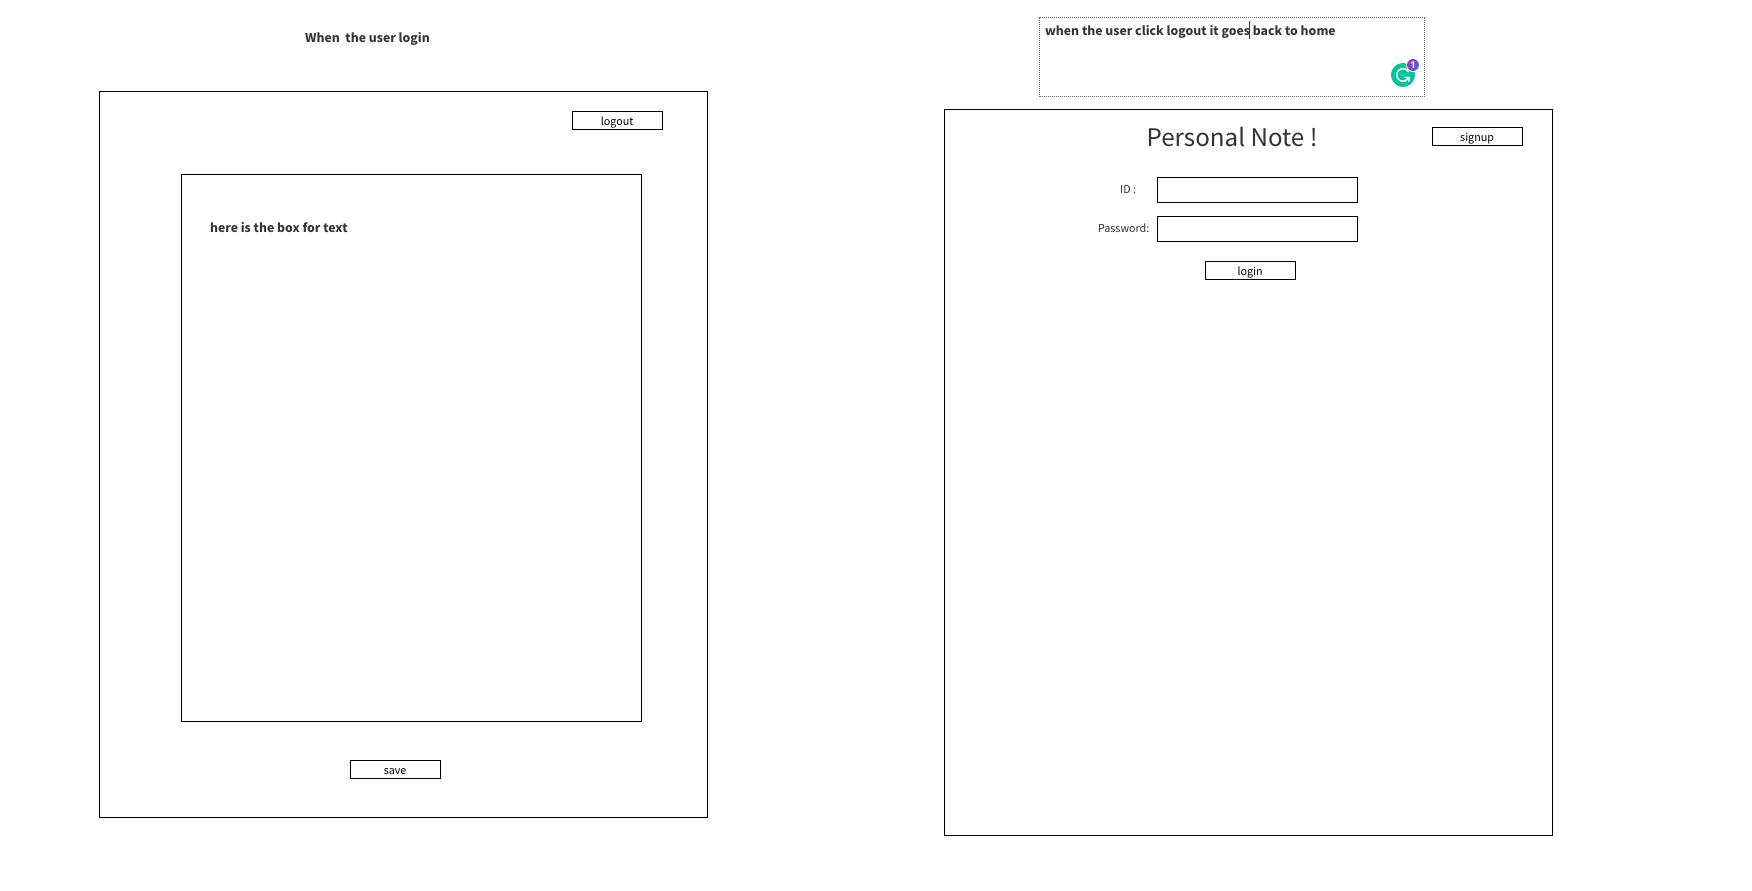 When  the user login
logout
here is the box for text
save
when the user click logout it goes back to home
1
Personal Note !
signup
ID :
Password:
login